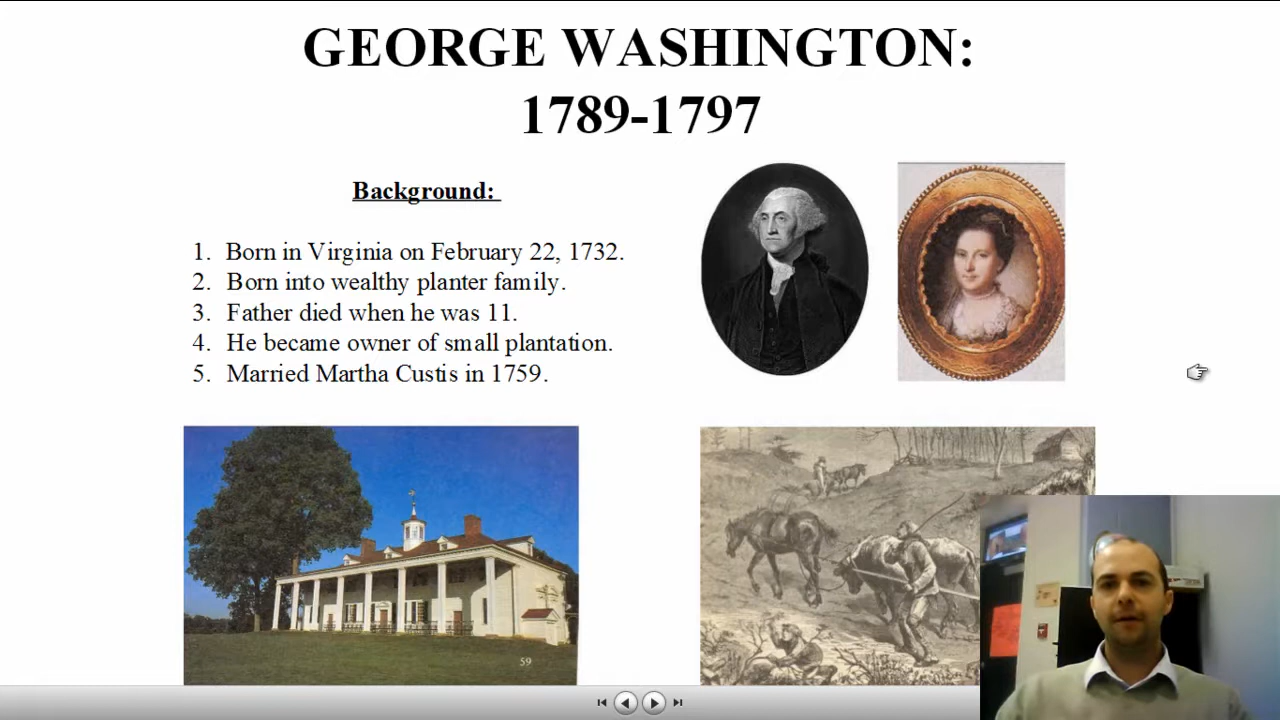 GEORGE WASHINGTON:
1789-1797
Background:
1. Born in Virginia on February 22, 1732.
2. Born into wealthy planter family.
3. Father died when he was 11.
4. He became owner of small plantation.
5. Married Martha Custis in 1759.
59